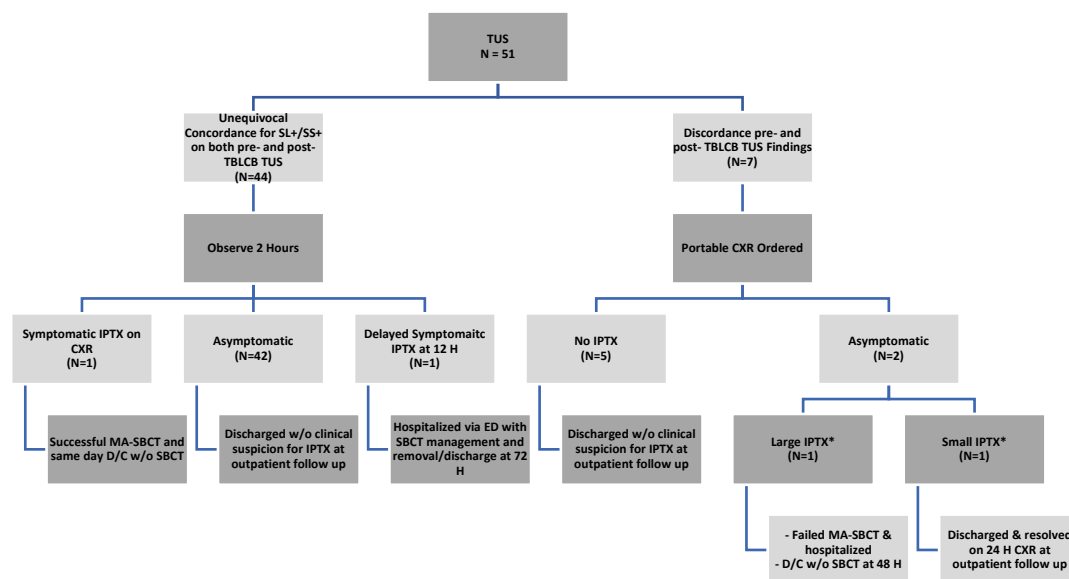 TUS
N = 51
Unequivocal
Concordance for SL+/SS+
on both pre- and post-
TBLCB TUS
(N=44)
Discordance pre- and
post- TBLCB TUS Findings
(N=7)
Observe 2 Hours
Portable CXR Ordered
Symptomatic IPTX on
CXR
(N=1)
Asymptomatic
(N=42)
Delayed Symptomaitc
IPTX at 12 H
(N=1)
No IPTX
(N=5)
Asymptomatic
(N=2)
Successful MA-SBCT and
same day D/C w/o SBCT
Discharged w/o clinical
suspicion for IPTX at
outpatient follow up
Hospitalized via ED with
SBCT management and
removal/discharge at 72
H
Discharged w/o clinical
suspicion for IPTX at
outpatient follow up
Large IPTX*
(N=1)
Small IPTX*
(N=1)
- Failed MA-SBCT &
hospitalized
- D/C w/o SBCT at 48 H
Discharged & resolved
on 24 H CXR at
outpatient follow up